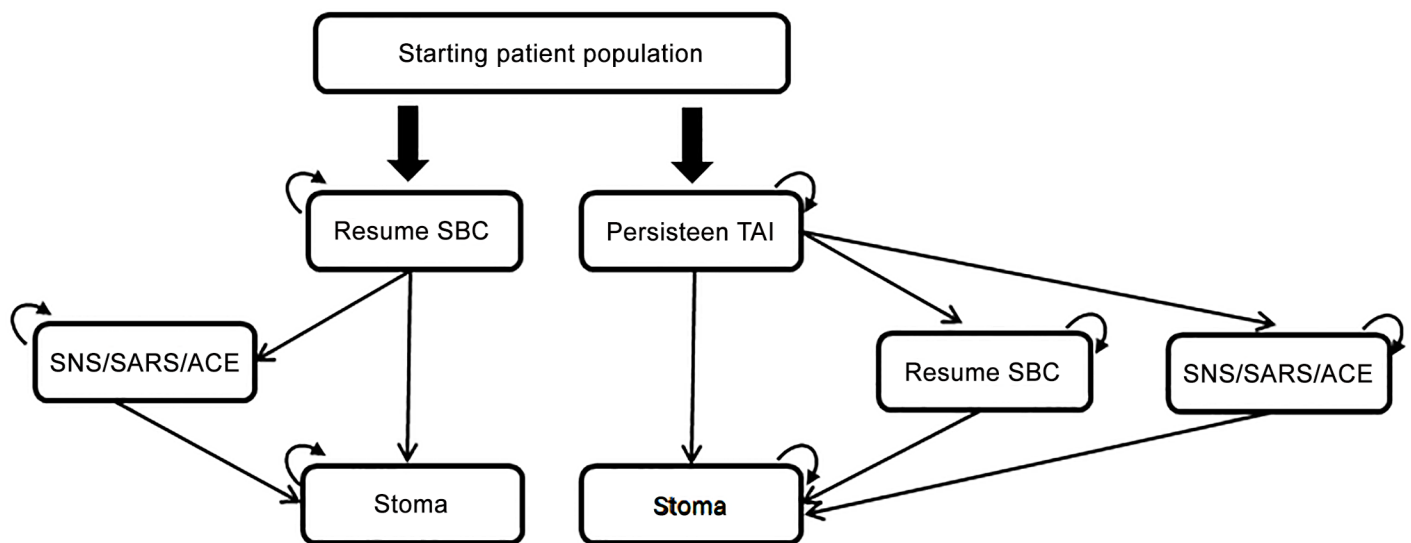 Starting patient population
Resume SBC
Persisteen TAI
SNS/SARS/ACE
Resume SBC
SNS/SARS/ACE
Stoma
Stoma